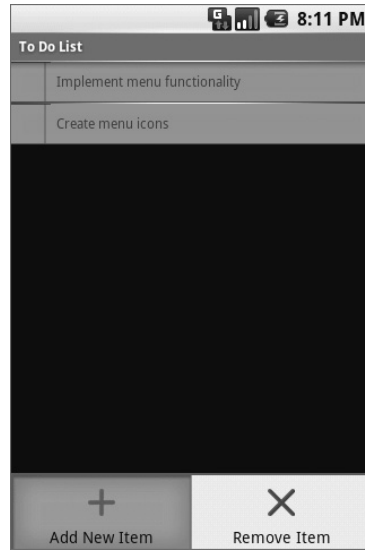 G 8:11 PM
To Do List
Implement menu functionality
Create menu icons
Add New Item
Remove Item